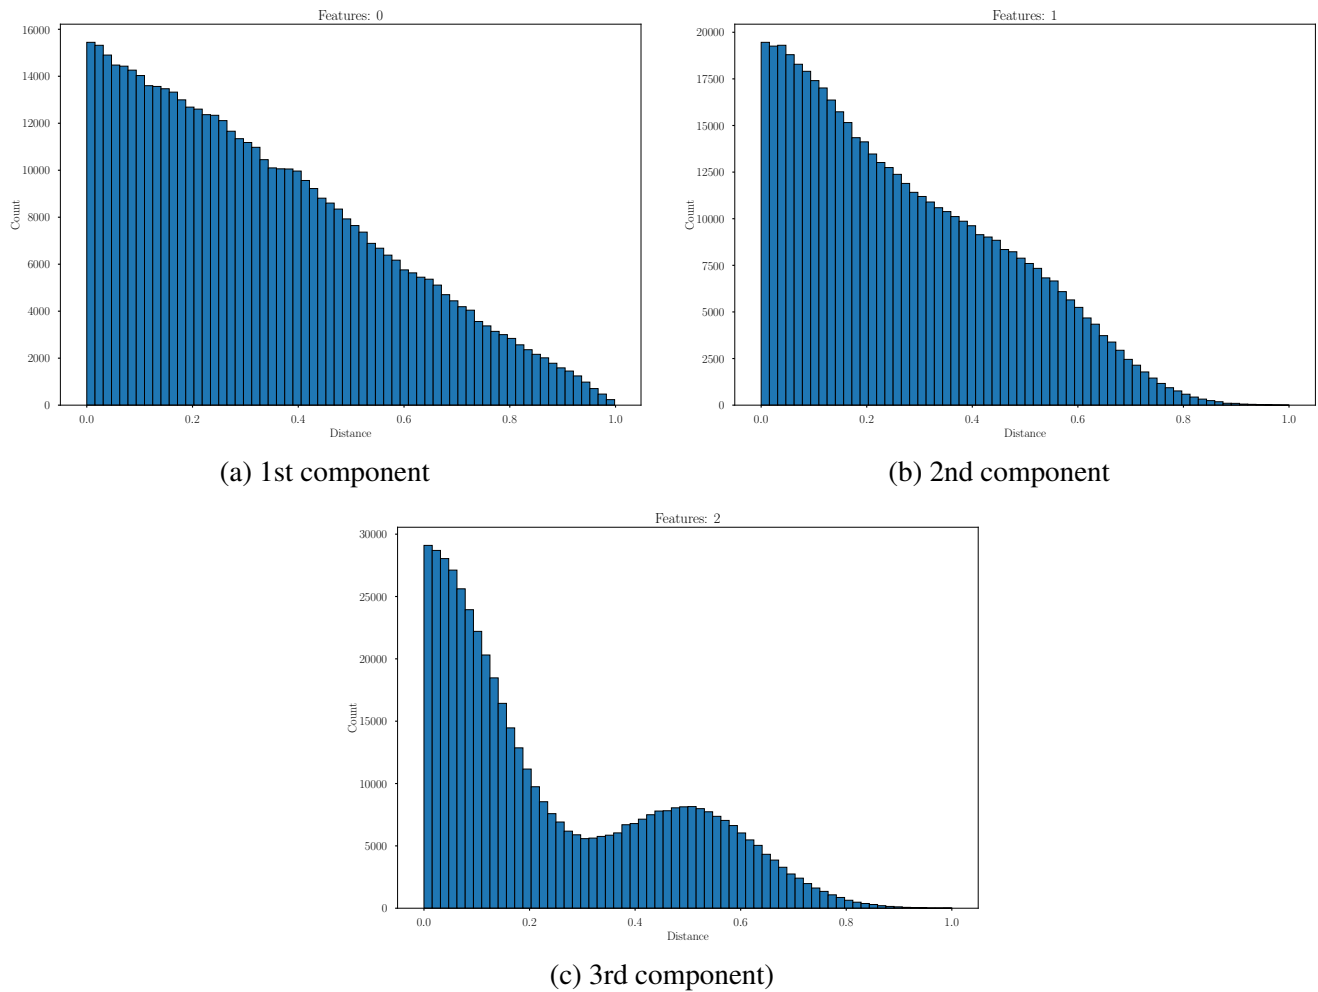 Features: 0
16000
14000
12000
10000
8000
6000
4000
2000
0
Count
0.0 0.2 0.4 0.6 0.8 1.0
Distance
(a) 1st component
Features: 1
20000
17500
15000
12500
10000
7500
5000
2500
0
Count
0.0 0.2 0.4 0.6 0.8 1.0
Distance
(b) 2nd component
Features: 2
30000
25000
20000
15000
10000
5000
0
Count
0.0 0.2 0.4 0.6 0.8 1.0
Distance
(c) 3rd component)